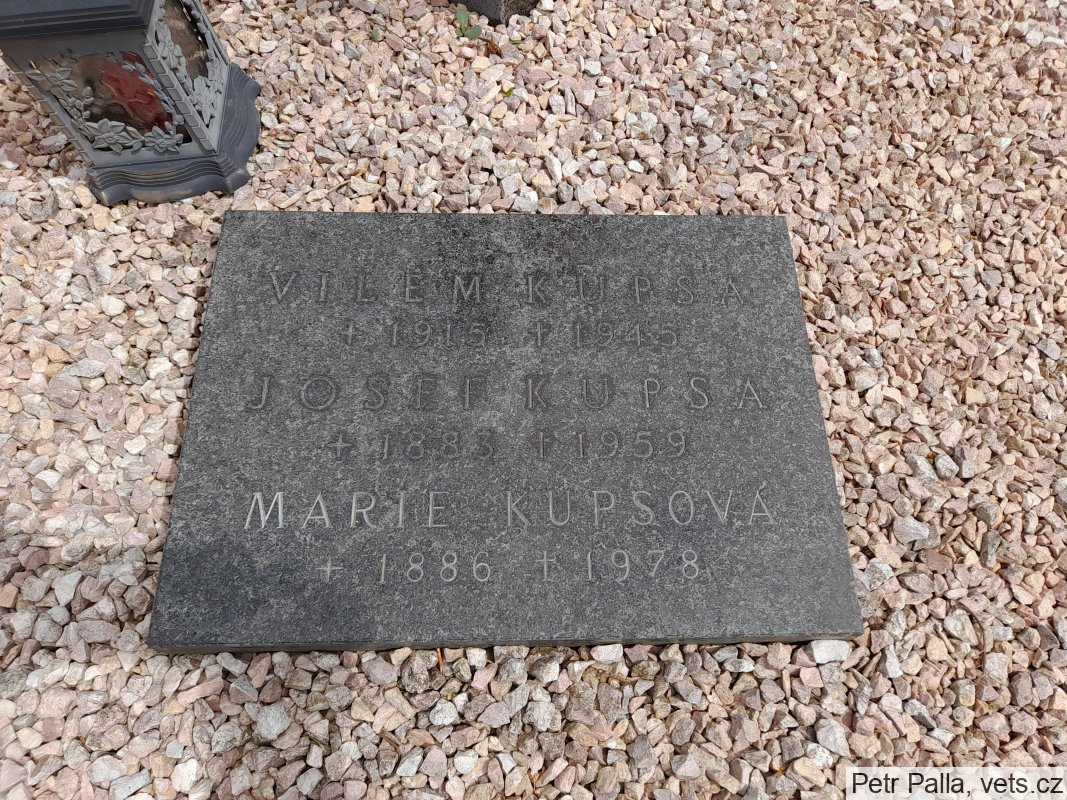 VILÉM KUPSA
+ 1915 † 1945
JOSEF KUPSA
+ 1883 † 1959
MARIE KUPSOVÁ
+ 1886 † 1978
Petr Palla, vets.cz